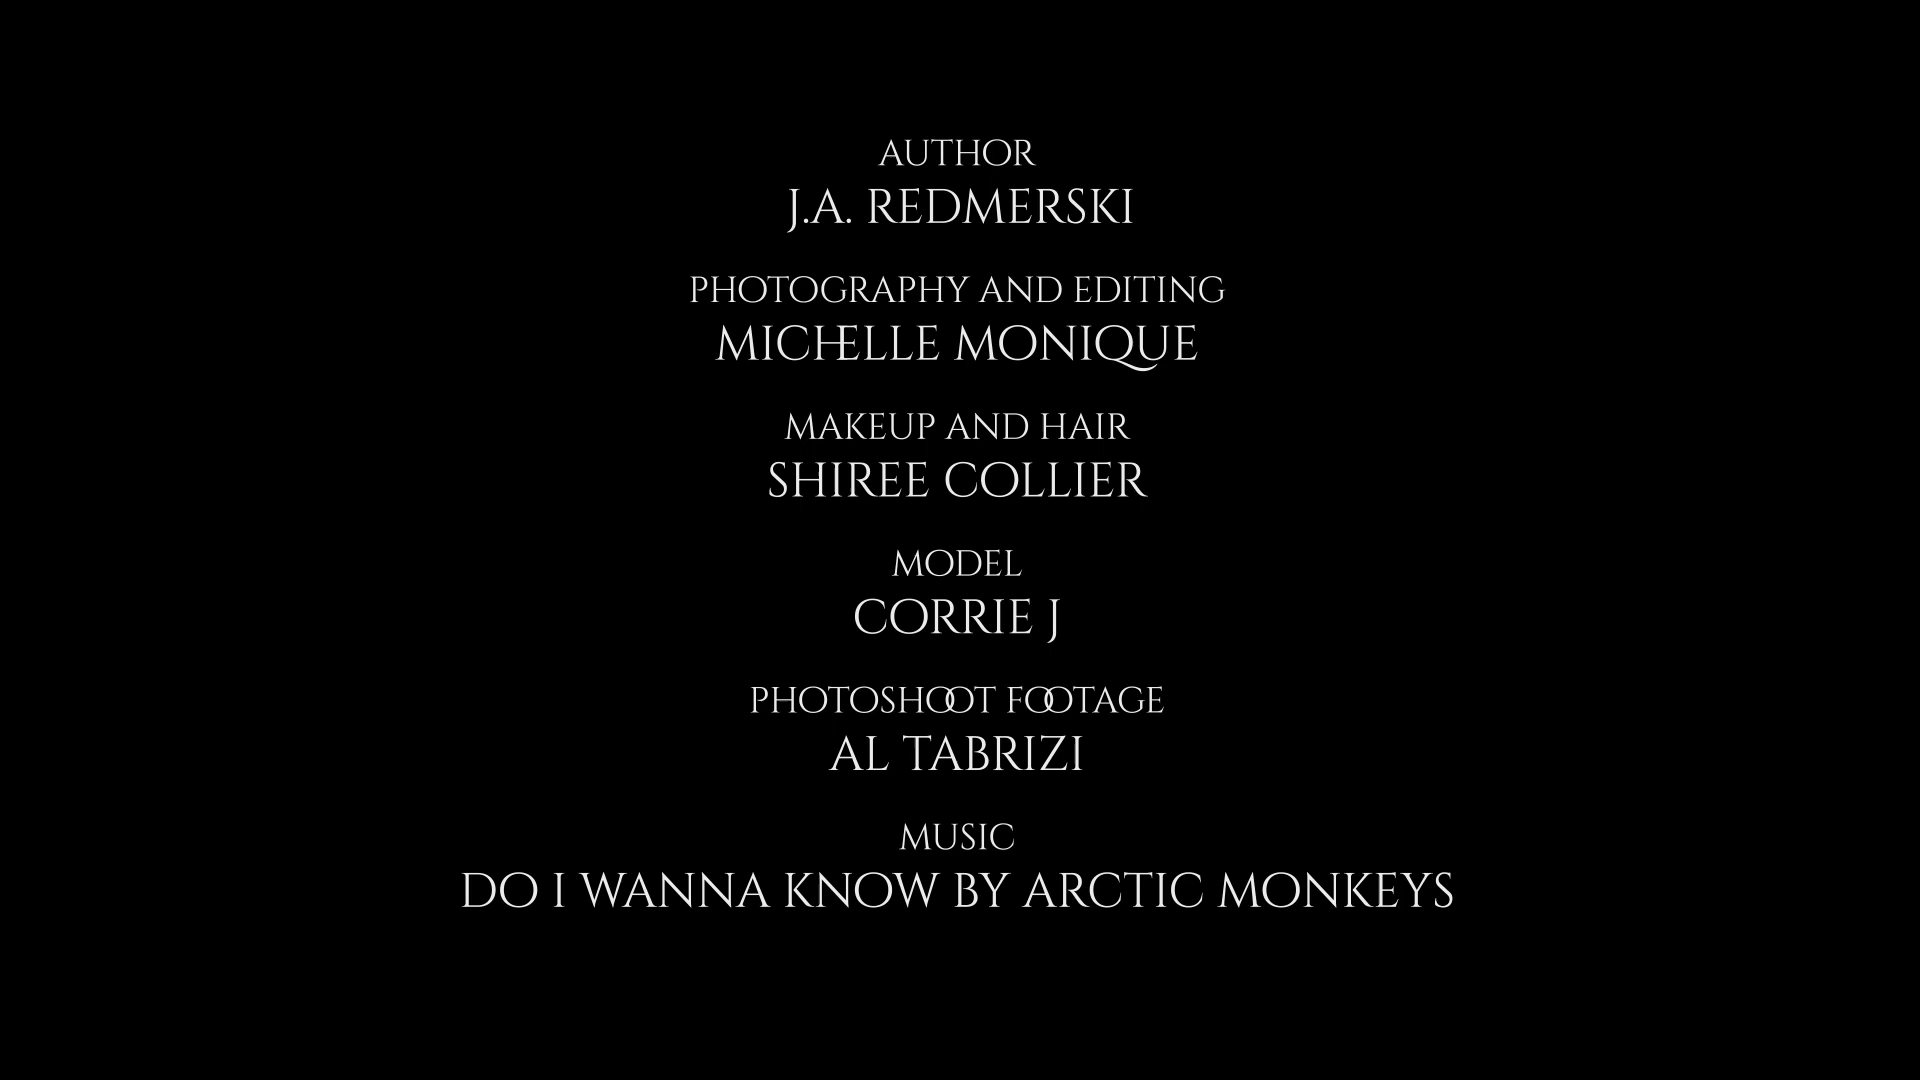 AUTHOR
J.A. REDMERSKI
PHOTOGRAPHY AND EDITING
MICHELLE MONIQUE
MAKEUP AND HAIR
SHIREE COLLIER
MODEL
CORRIE J
PHOTOSHOOT FOOTAGE
AL TABRIZI
MUSIC
DO I WANNA KNOW BY ARCTIC MONKEYS